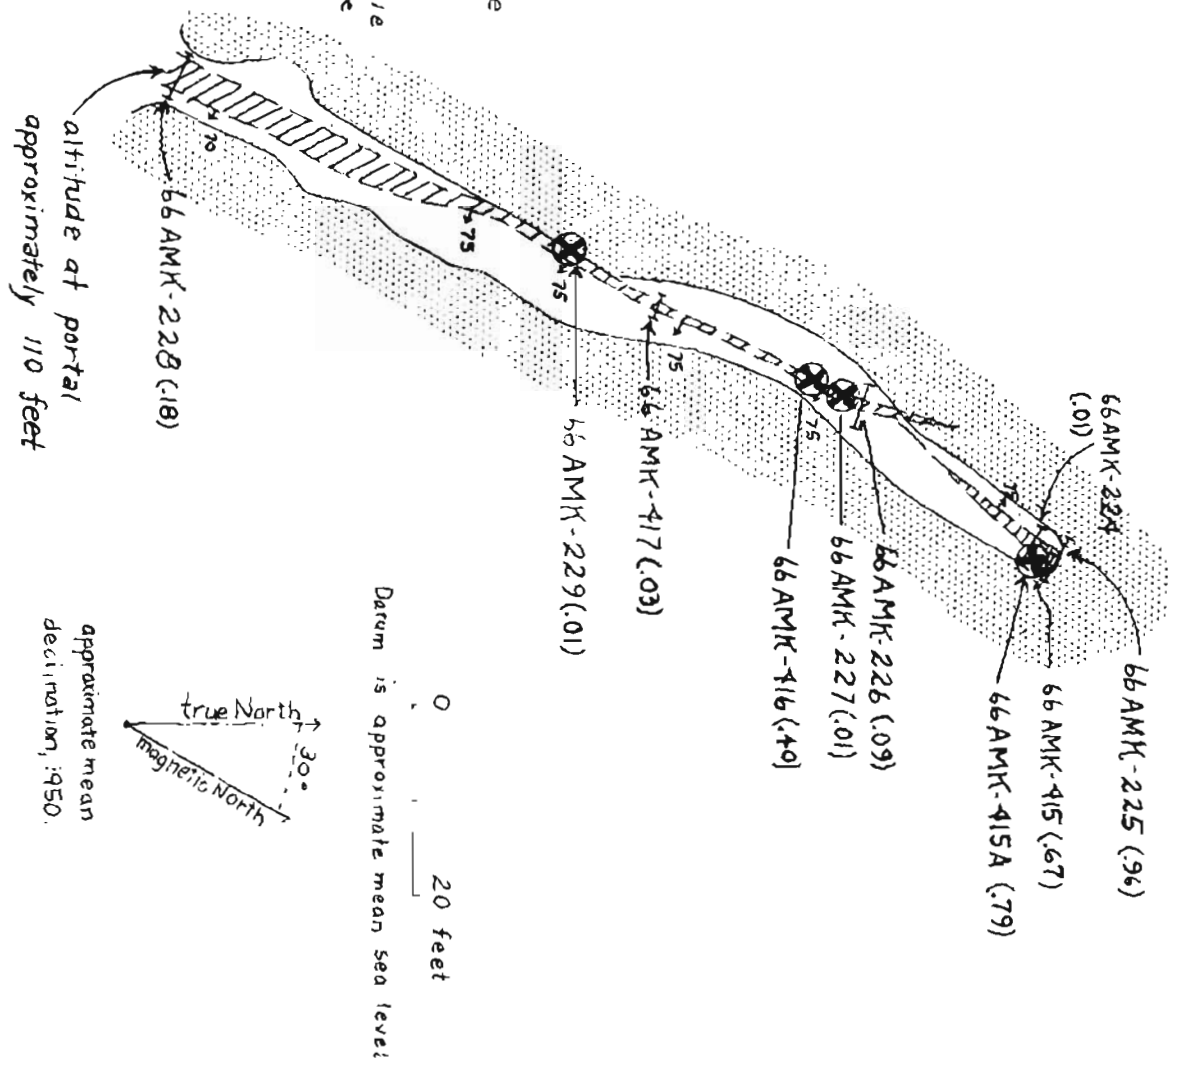 66AMK-22A
(.01)
66AMK-225 (.96)
66AMK-415 (.67)
66AMK-415A (.79)
66AMK-226 (.09)
66AMK-227 (.01)
66AMK-416 (.40)
66AMK-417 (.03)
66AMK-229 (.01)
66AMK-228 (.18)
altitude at portal
approximately 110 feet
70
75
75
75
75
0 20 feet
Datum is approximate mean sea level
true North
30°
magnetic North
approximate mean
declination, 1950.